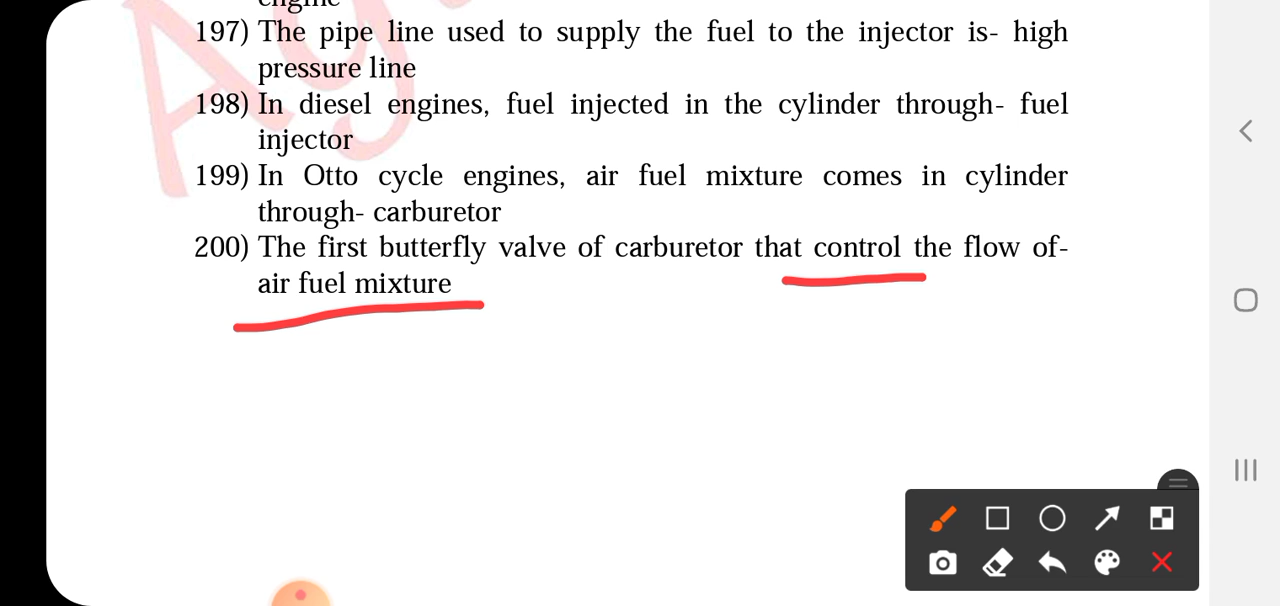 engine
197) The pipe line used to supply the fuel to the injector is- high
pressure line
198) In diesel engines, fuel injected in the cylinder through- fuel
injector
199) In Otto cycle engines, air fuel mixture comes in cylinder
through- carburetor
200) The first butterfly valve of carburetor that control the flow of-
air fuel mixture